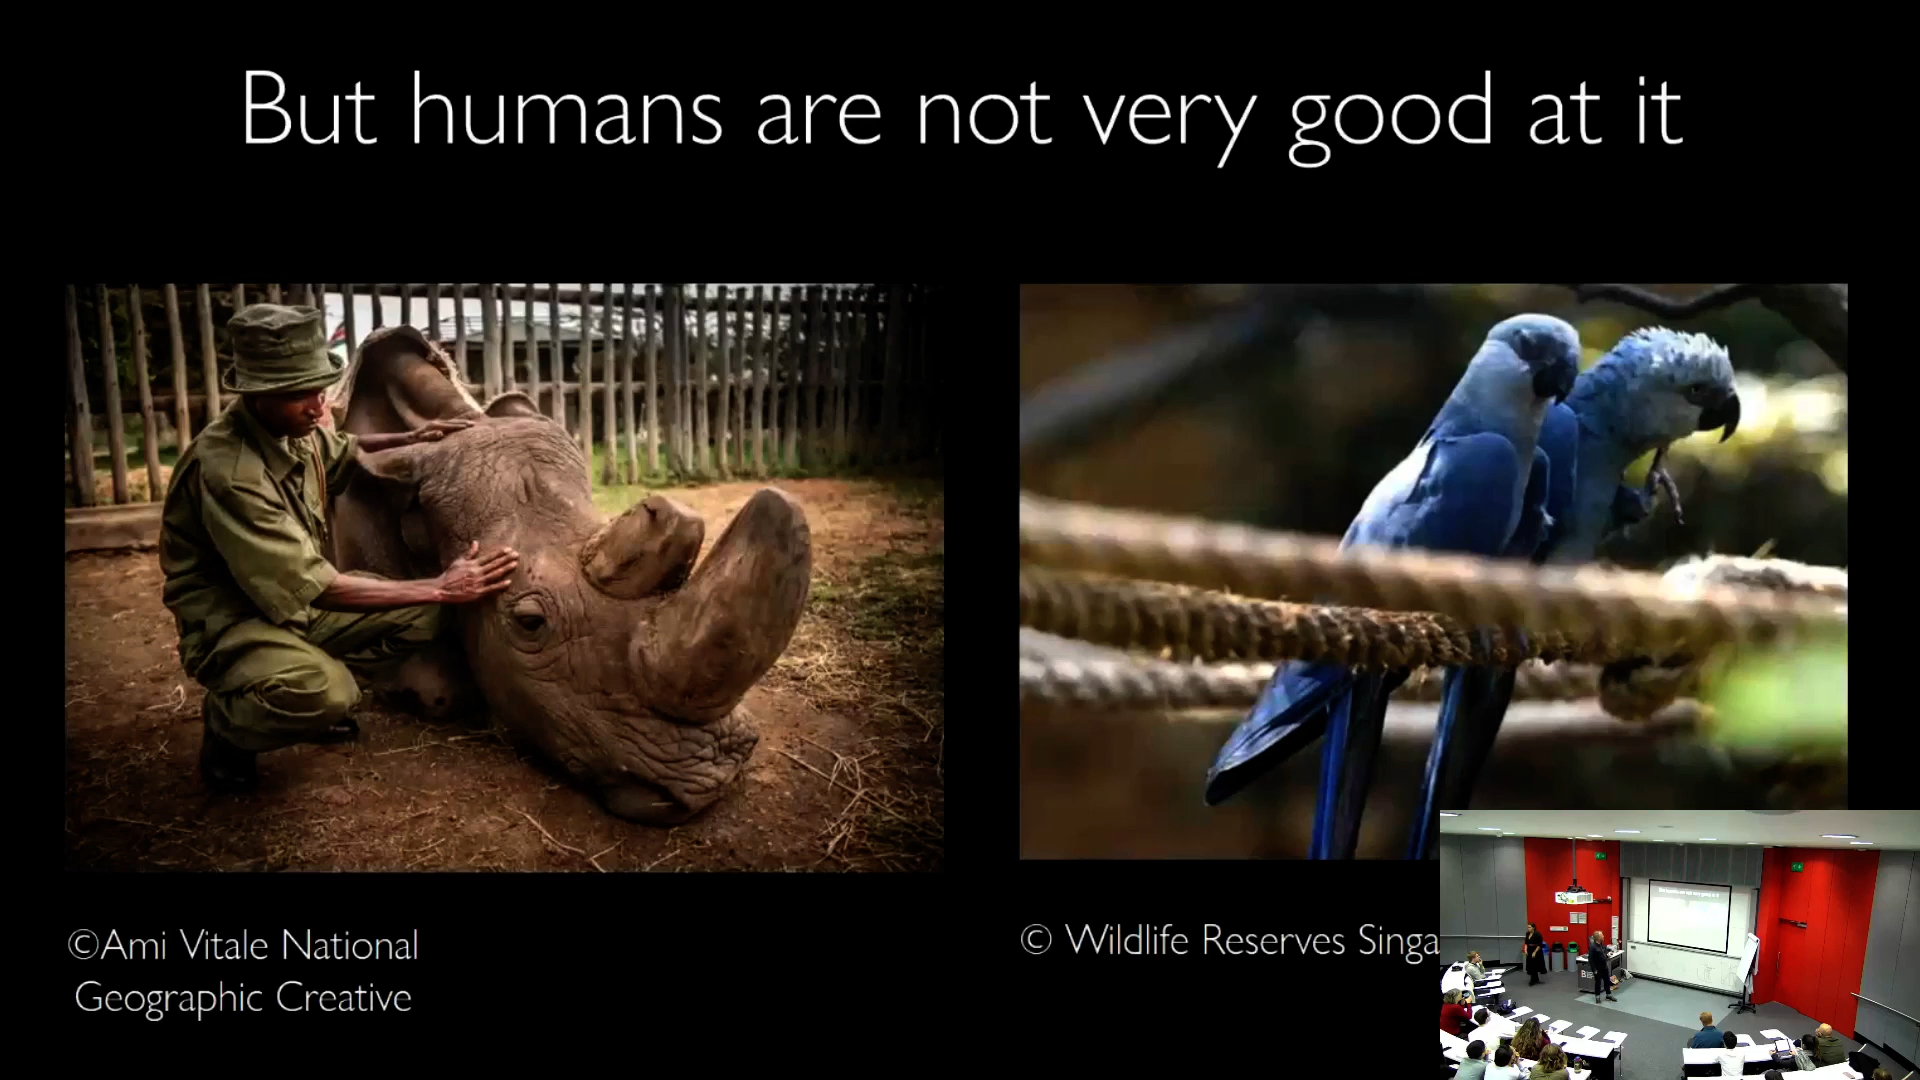 But humans are not very good at it
©Ami Vitale National
Geographic Creative
© Wildlife Reserves Singa